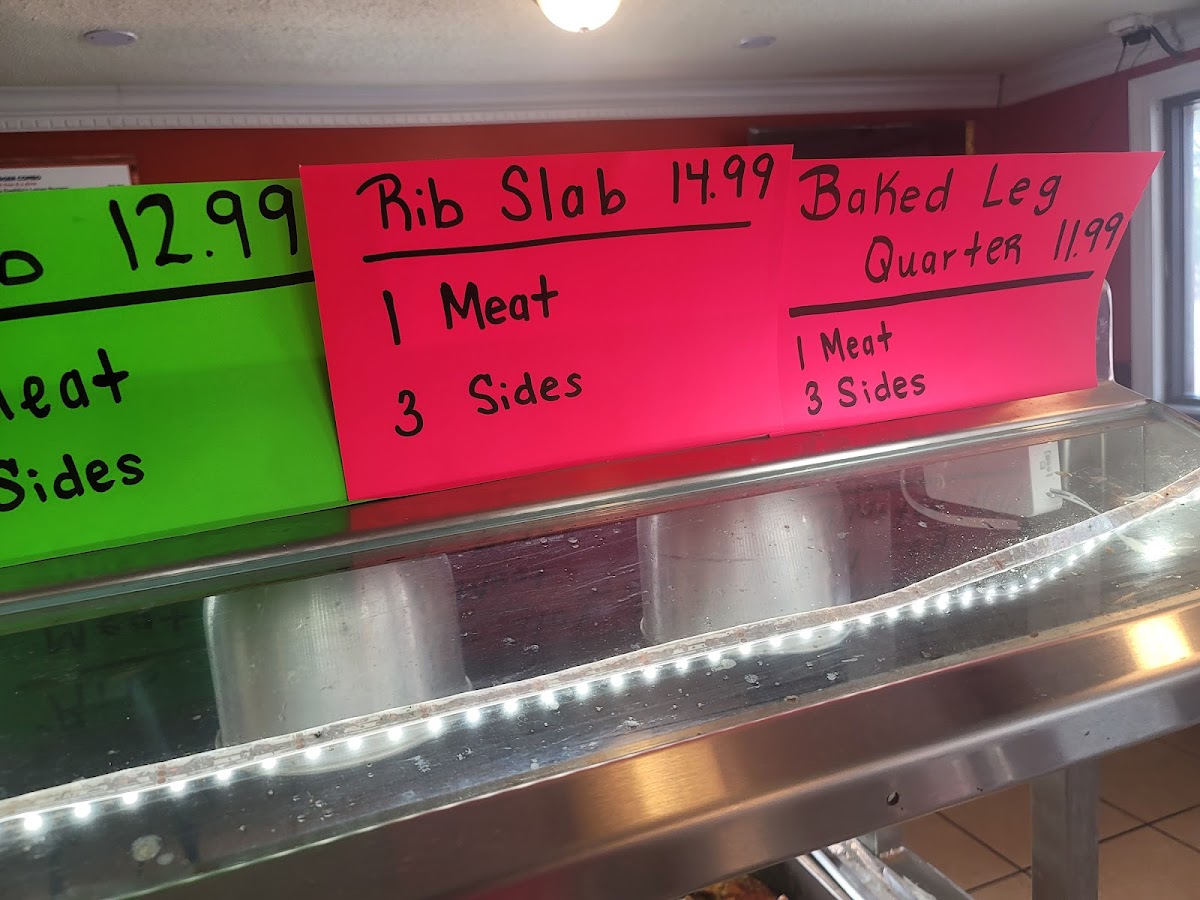 12.99
Sides
Rib Slab 14.99
1 Meat
3 Sides
Baked Leg
Quarter 11.99
1 Meat
3 Sides